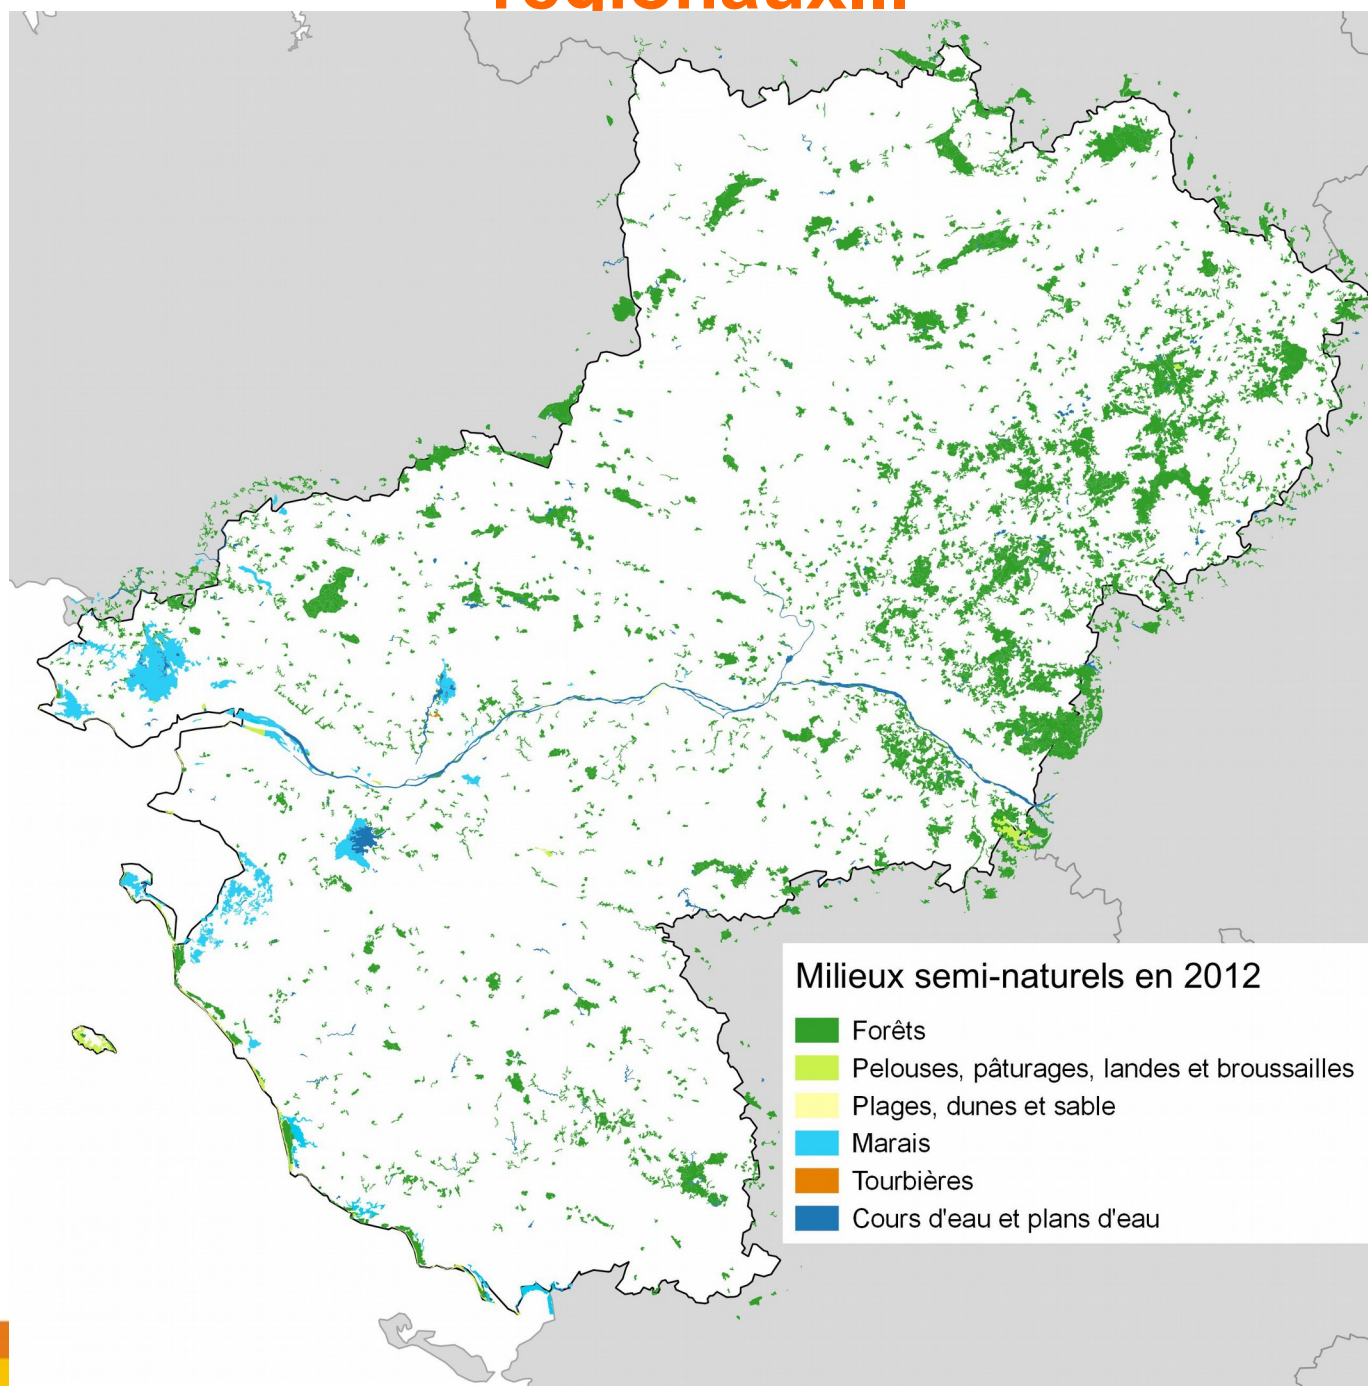 régionaux...
Milieux semi-naturels en 2012
Forêts
Pelouses, pâturages, landes et broussailles
Plages, dunes et sable
Marais
Tourbières
Cours d'eau et plans d'eau